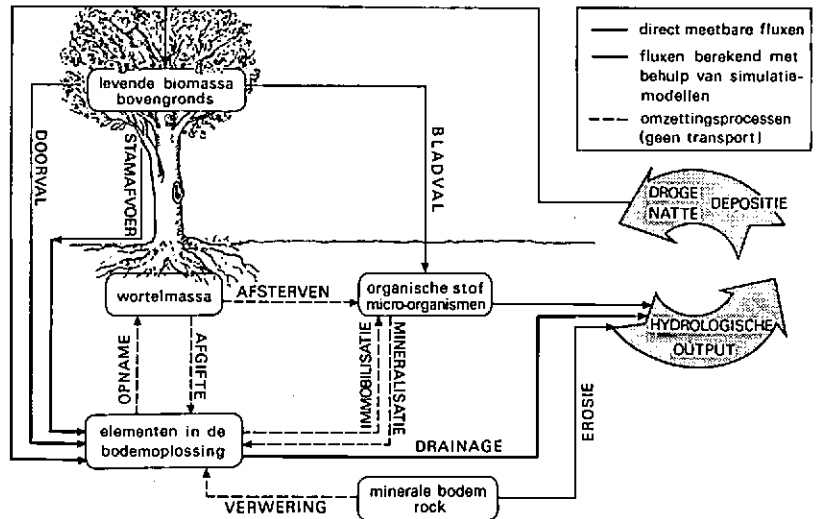 direct meetbare fluxen
fluxen berekend met
behulp van simulatie-
modellen
omzettingsprocessen
(geen transport)
levende biomassa
bovengronds
DOORVAL
STAMAFVOER
BLADVAL
DROGE
NATTE
DEPOSITIE
wortelmassa
AFSTERVEN
organische stof
micro-organismen
HYDROLOGISCHE
OUTPUT
OPNAME
AFGIFTE
IMMOBILISATIE
MINERALISATIE
EROSIE
elementen in de
bodemoplossing
DRAINAGE
VERWERING
minerale bodem
rock